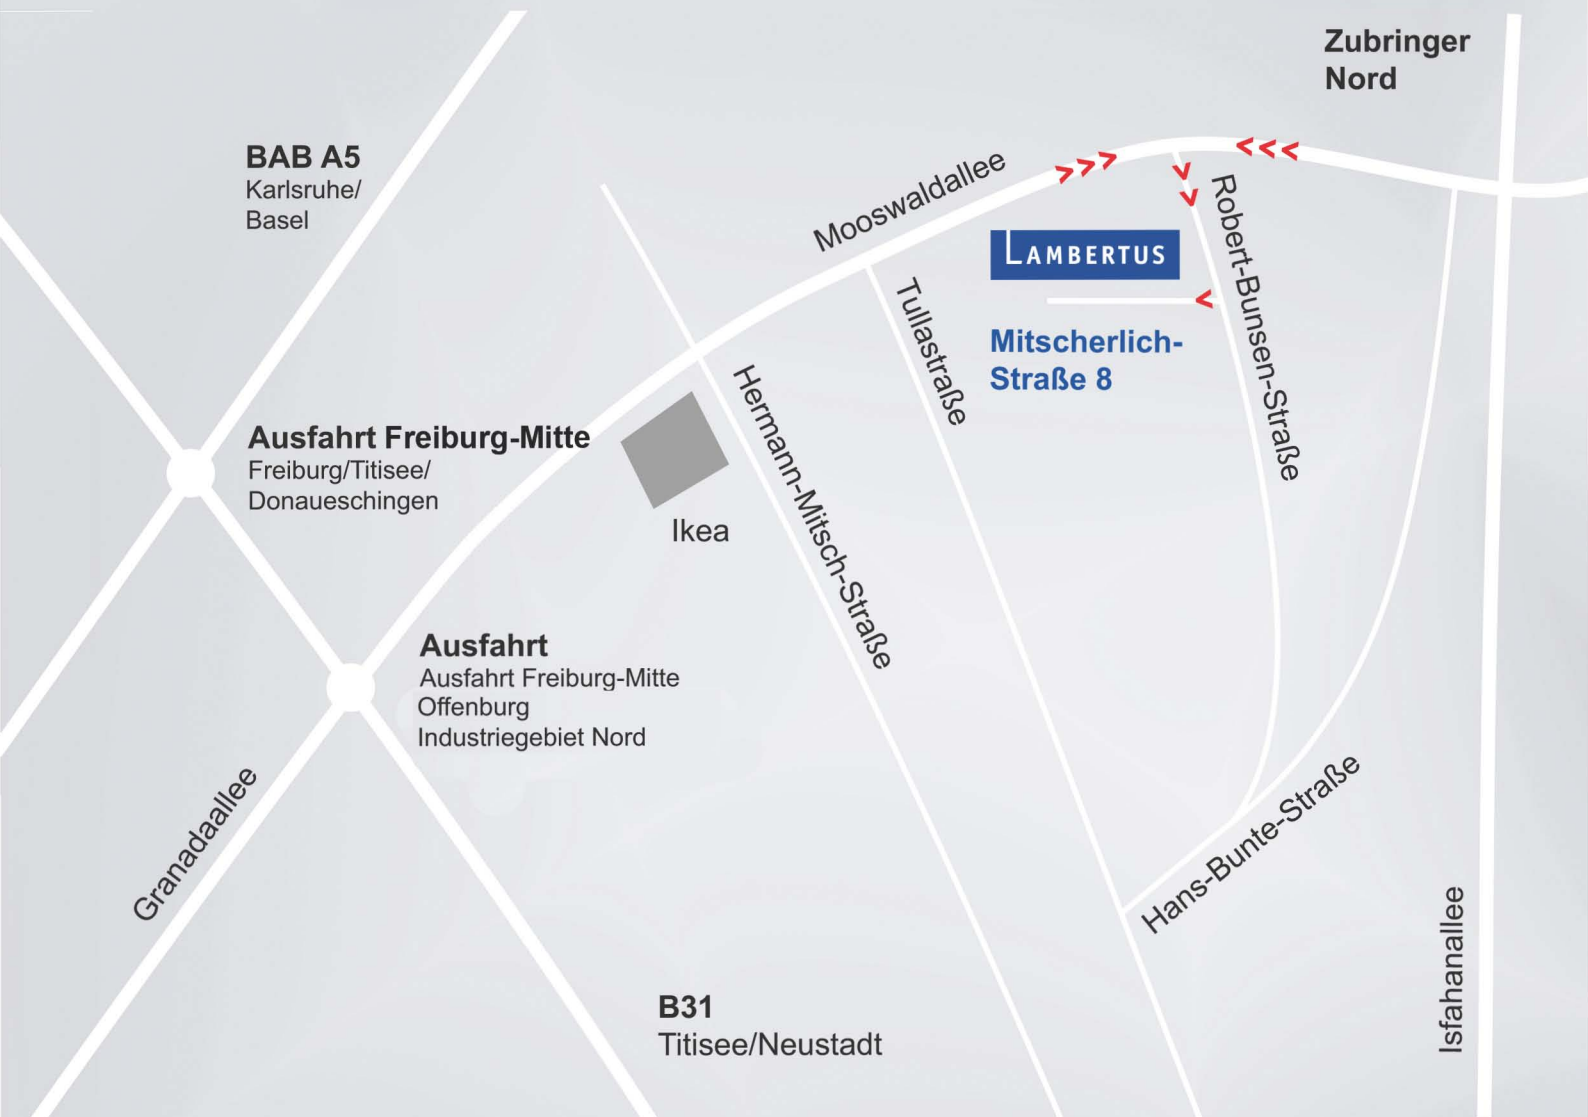 Zubringer
Nord
BAB A5
Karlsruhe/
Basel
Mooswaldallee
Robert-Bunsen-Straße
LAMBERTUS
Tullastraße
Mitscherlich-
Straße 8
Hermann-Mitsch-Straße
Ausfahrt Freiburg-Mitte
Freiburg/Titisee/
Donaueschingen
Ikea
Ausfahrt
Ausfahrt Freiburg-Mitte
Offenburg
Industriegebiet Nord
Granadaallee
Hans-Bunte-Straße
Isfahanallee
B31
Titisee/Neustadt